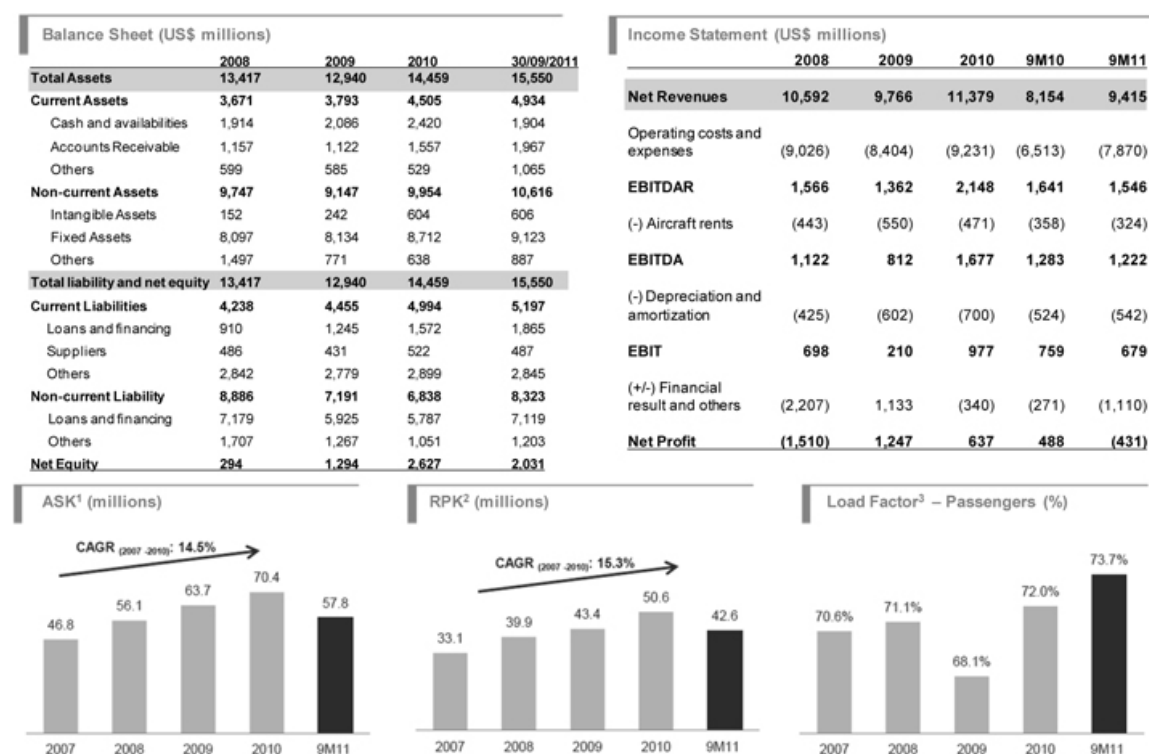 Balance Sheet (US$ millions)
2008 2009 2010 30/09/2011
Total Assets 13,417 12,940 14,459 15,550
Current Assets 3,671 3,793 4,505 4,934
Cash and availabilities 1,914 2,086 2,420 1,904
Accounts Receivable 1,157 1,122 1,557 1,967
Others 599 585 529 1,065
Non-current Assets 9,747 9,147 9,954 10,616
Intangible Assets 152 242 604 606
Fixed Assets 8,097 8,134 8,712 9,123
Others 1,497 771 638 887
Total liability and net equity 13,417 12,940 14,459 15,550
Current Liabilities 4,238 4,455 4,994 5,197
Loans and financing 910 1,245 1,572 1,865
Suppliers 486 431 522 487
Others 2,842 2,779 2,899 2,845
Non-current Liability 8,886 7,191 6,838 8,323
Loans and financing 7,179 5,925 5,787 7,119
Others 1,707 1,267 1,051 1,203
Net Equity 294 1,294 2,627 2,031
Income Statement (US$ millions)
2008 2009 2010 9M10 9M11
Net Revenues 10,592 9,766 11,379 8,154 9,415
Operating costs and
expenses (9,026) (8,404) (9,231) (6,513) (7,870)
EBITDAR 1,566 1,362 2,148 1,641 1,546
(-) Aircraft rents (443) (550) (471) (358) (324)
EBITDA 1,122 812 1,677 1,283 1,222
(-) Depreciation and
amortization (425) (602) (700) (524) (542)
EBIT 698 210 977 759 679
(+/-) Financial
result and others (2,207) 1,133 (340) (271) (1,110)
Net Profit (1,510) 1,247 637 488 (431)
ASK¹ (millions)
CAGR (2007 -2010): 14.5%
46.8 56.1 63.7 70.4 57.8
2007 2008 2009 2010 9M11
RPK² (millions)
CAGR (2007 -2010): 15.3%
33.1 39.9 43.4 50.6 42.6
2007 2008 2009 2010 9M11
Load Factor³ – Passengers (%)
70.6% 71.1% 68.1% 72.0% 73.7%
2007 2008 2009 2010 9M11